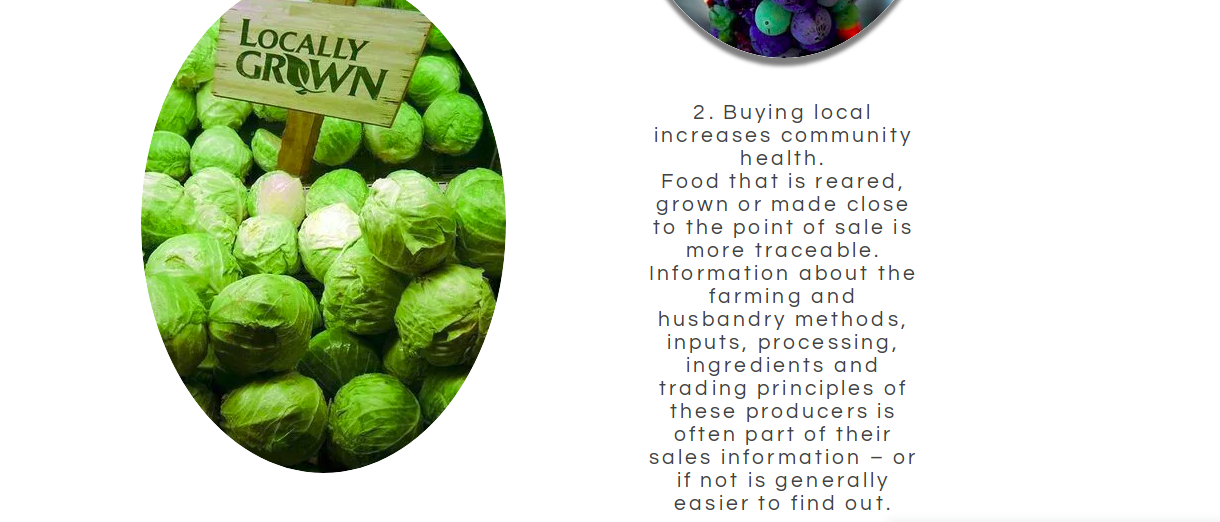 LOCALLY
GROWN
2. Buying local
increases community
health.
Food that is reared,
grown or made close
to the point of sale is
more traceable.
Information about the
farming and
husbandry methods,
inputs, processing,
ingredients and
trading principles of
these producers is
often part of their
sales information – or
if not is generally
easier to find out.